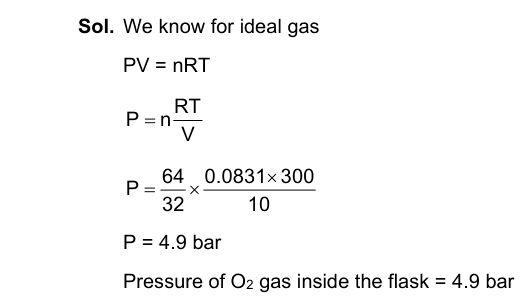 Sol. We know for ideal gas
PV = nRT
P = n RT/V
P = 64/32 × 0.0831× 300/10
P = 4.9 bar
Pressure of O₂ gas inside the flask = 4.9 bar